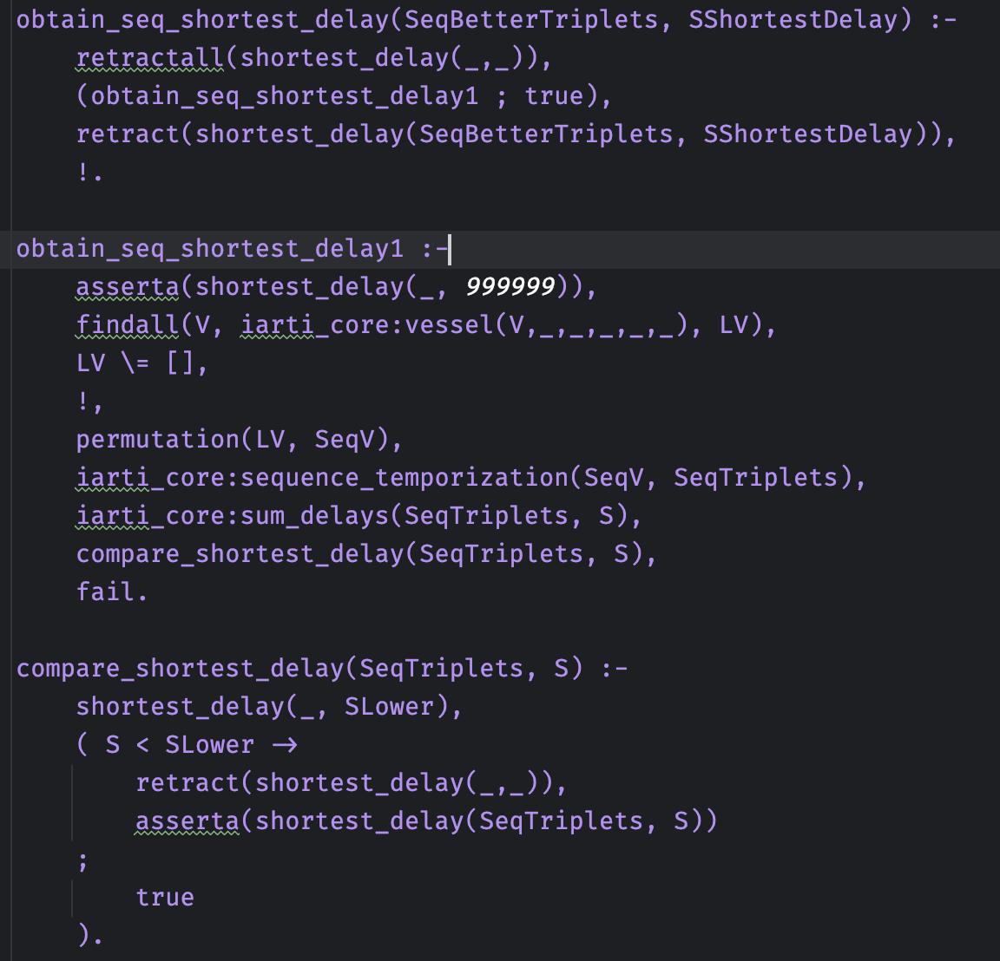 obtain_seq_shortest_delay(SeqBetterTriplets, SShortestDelay) :-
    retractall(shortest_delay(_,_)),
    (obtain_seq_shortest_delay1 ; true),
    retract(shortest_delay(SeqBetterTriplets, SShortestDelay)),
    !.

obtain_seq_shortest_delay1 :-
    asserta(shortest_delay(_, 999999)),
    findall(V, iarti_core:vessel(V,_,_,_,_,_), LV),
    LV \= [],
    !,
    permutation(LV, SeqV),
    iarti_core:sequence_temporization(SeqV, SeqTriplets),
    iarti_core:sum_delays(SeqTriplets, S),
    compare_shortest_delay(SeqTriplets, S),
    fail.

compare_shortest_delay(SeqTriplets, S) :-
    shortest_delay(_, SLower),
    ( S < SLower ->
        retract(shortest_delay(_,_)),
        asserta(shortest_delay(SeqTriplets, S))
    ;
        true
    ).